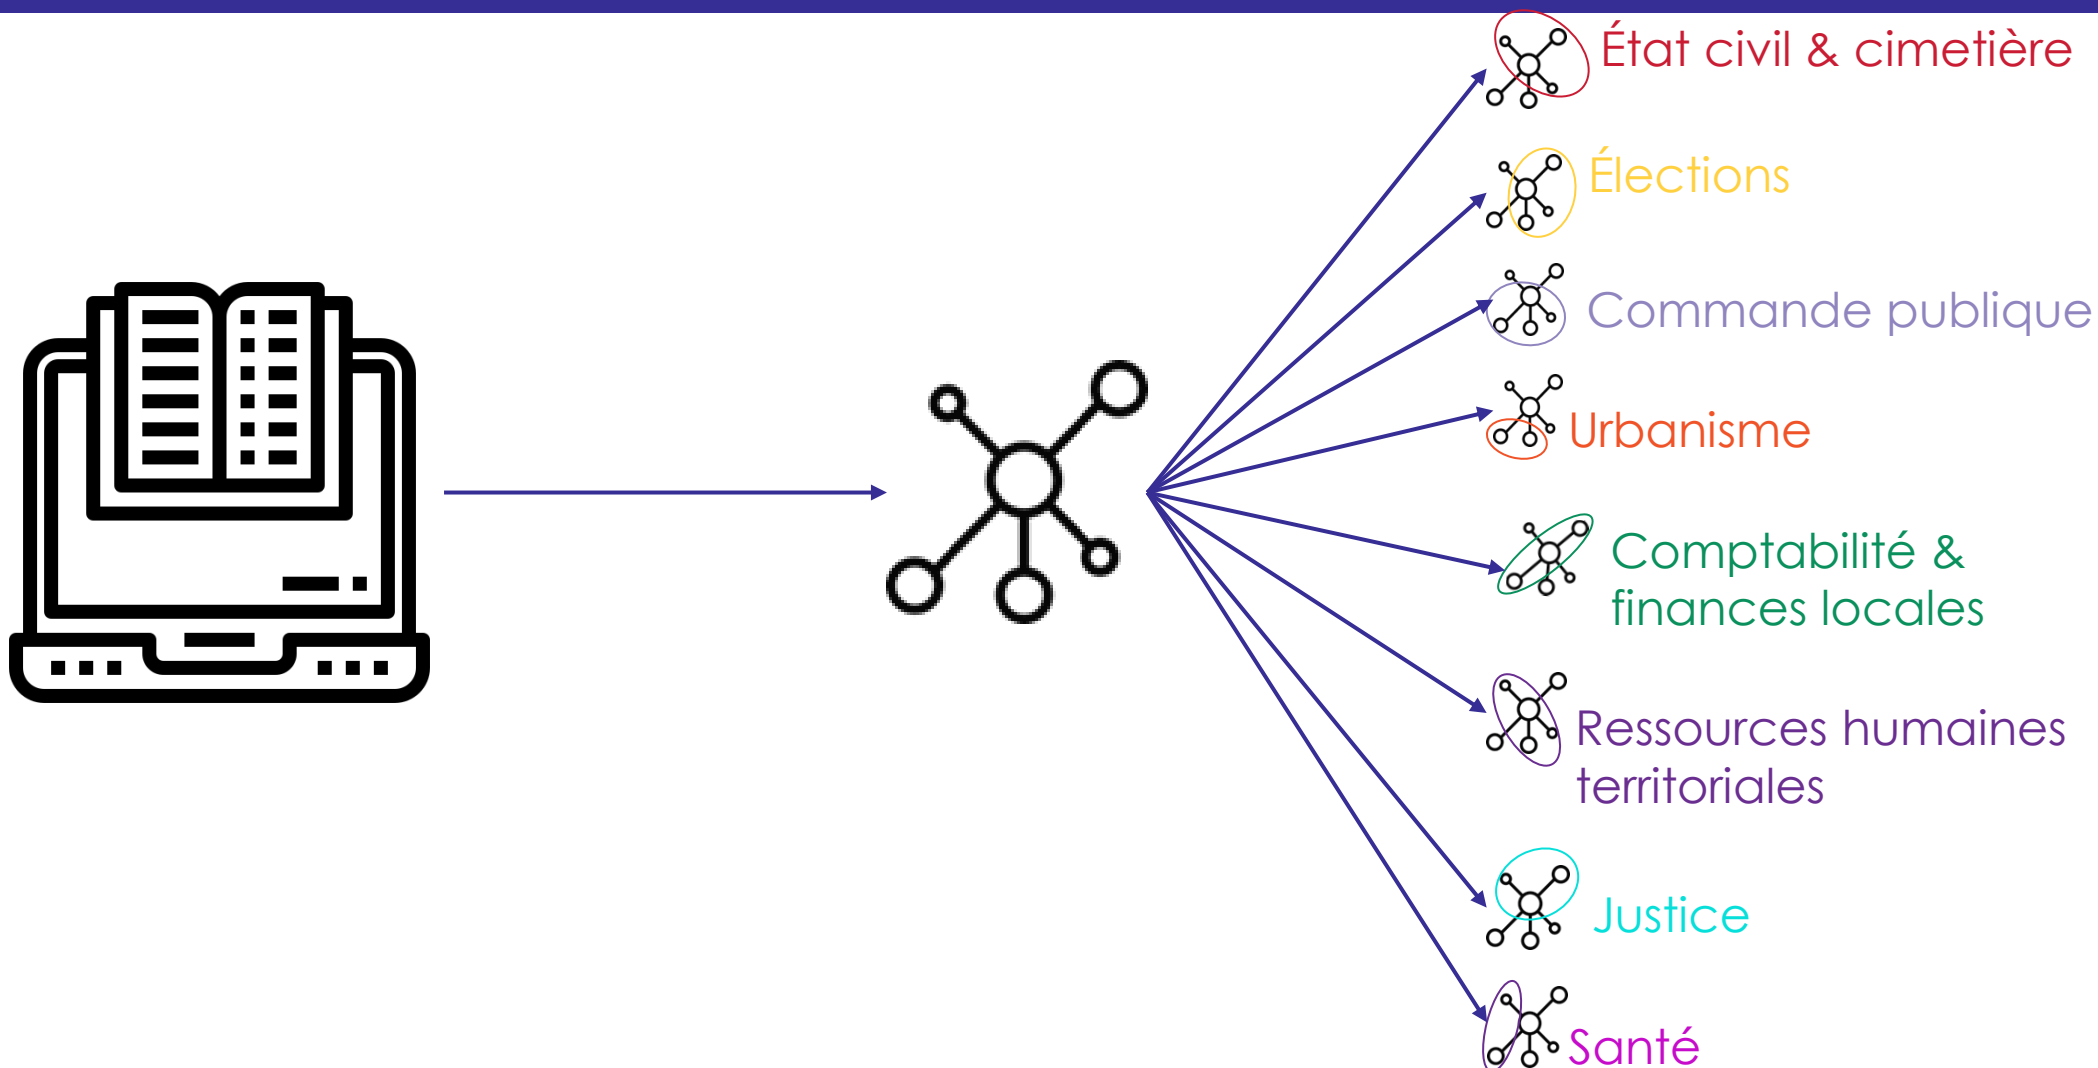 État civil & cimetière
Élections
Commande publique
Urbanisme
Comptabilité &
finances locales
Ressources humaines
territoriales
Justice
Santé